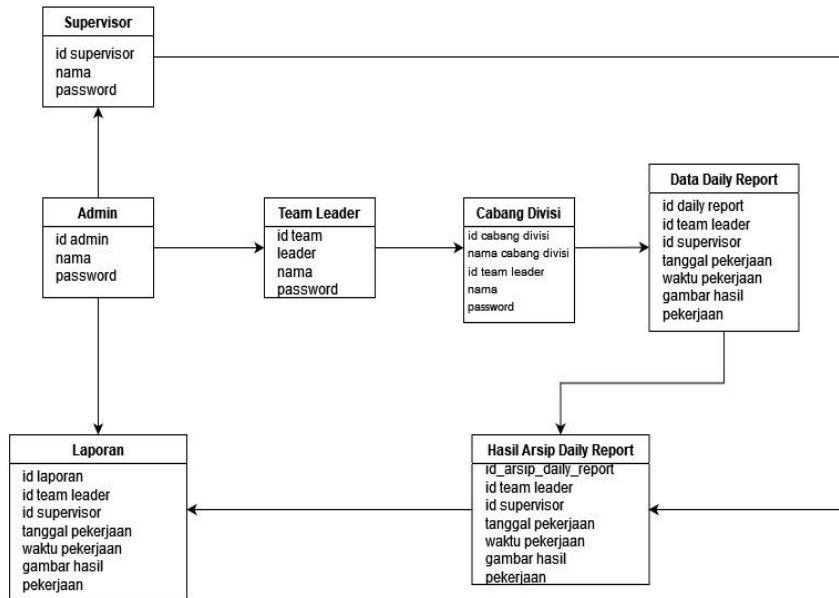 Supervisor
id supervisor
nama
password
Admin
id admin
nama
password
Team Leader
id team
leader
nama
password
Cabang Divisi
id cabang divisi
nama cabang divisi
id team leader
nama
password
Data Daily Report
id daily report
id team leader
id supervisor
tanggal pekerjaan
waktu pekerjaan
gambar hasil
pekerjaan
Laporan
id laporan
id team leader
id supervisor
tanggal pekerjaan
waktu pekerjaan
gambar hasil
pekerjaan
Hasil Arsip Daily Report
id_arsip_daily_report
id team leader
id supervisor
tanggal pekerjaan
waktu pekerjaan
gambar hasil
pekerjaan